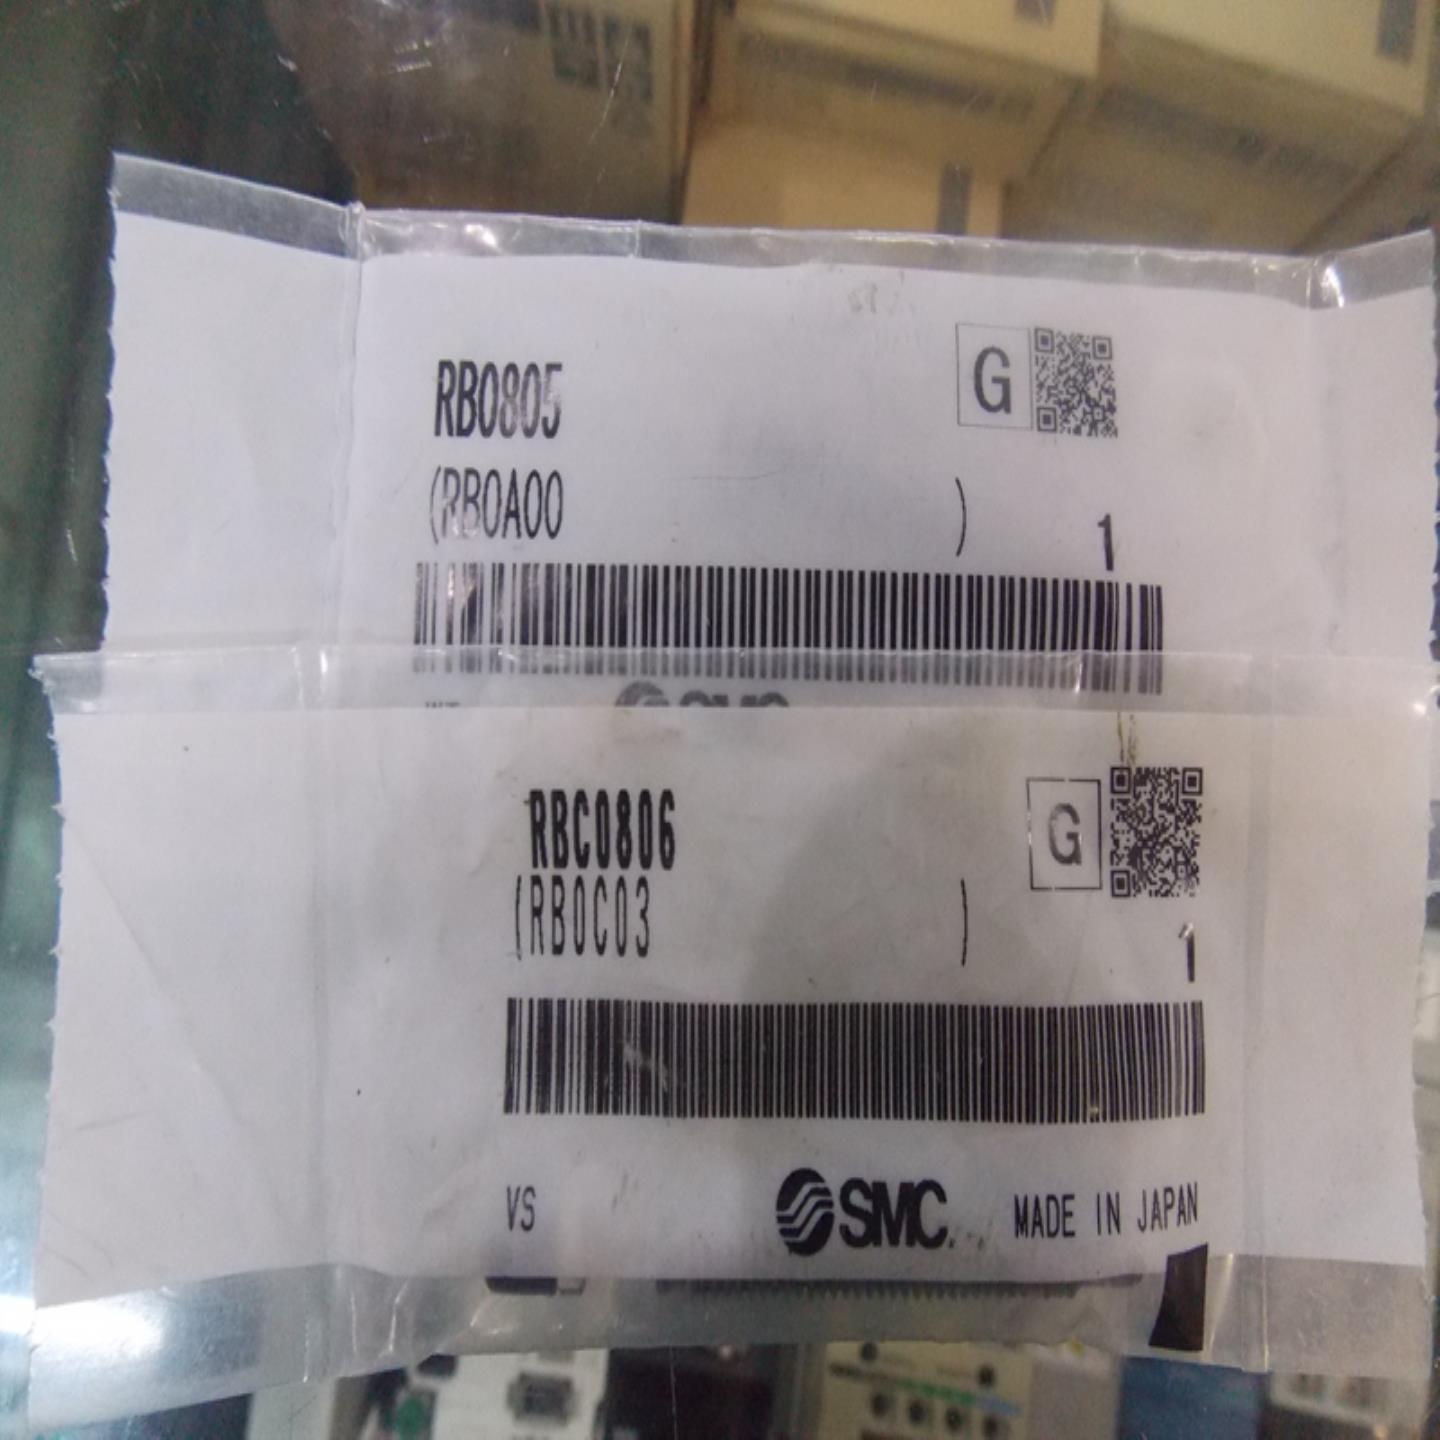 RB0805
G
(RB0A00 )
1
RBC0806
G
(RB0C03 )
1
VS
SMC
MADE IN JAPAN